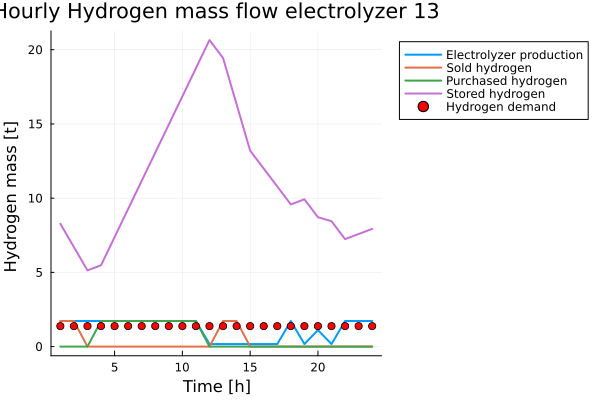 Hourly Hydrogen mass flow electrolyzer 13
Electrolyzer production
Sold hydrogen
Purchased hydrogen
Stored hydrogen
Hydrogen demand
Hydrogen mass [t]
20
15
10
5
0
5 10 15 20
Time [h]